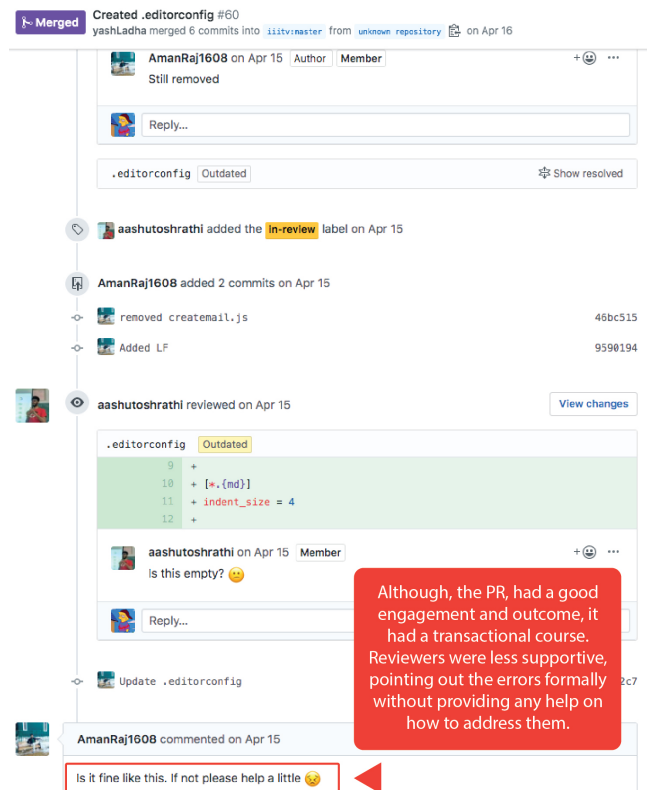 Merged
Created .editorconfig #60
yashLadha merged 6 commits into iiitv:master from unknown repository on Apr 16
AmanRaj1608 on Apr 15 Author Member
Still removed
Reply...
.editorconfig Outdated Show resolved
aashutoshrathi added the in-review label on Apr 15
AmanRaj1608 added 2 commits on Apr 15
removed createmail.js 46bc515
Added LF 9590194
aashutoshrathi reviewed on Apr 15 View changes
.editorconfig Outdated
9 +
10 + [*.{md}]
11 + indent_size = 4
12 +
aashutoshrathi on Apr 15 Member
Is this empty? 🙁
Reply...
Although, the PR, had a good
engagement and outcome, it
had a transactional course.
Reviewers were less supportive,
pointing out the errors formally
without providing any help on
how to address them.
Update .editorconfig 2c7
AmanRaj1608 commented on Apr 15
Is it fine like this. If not please help a little 😣